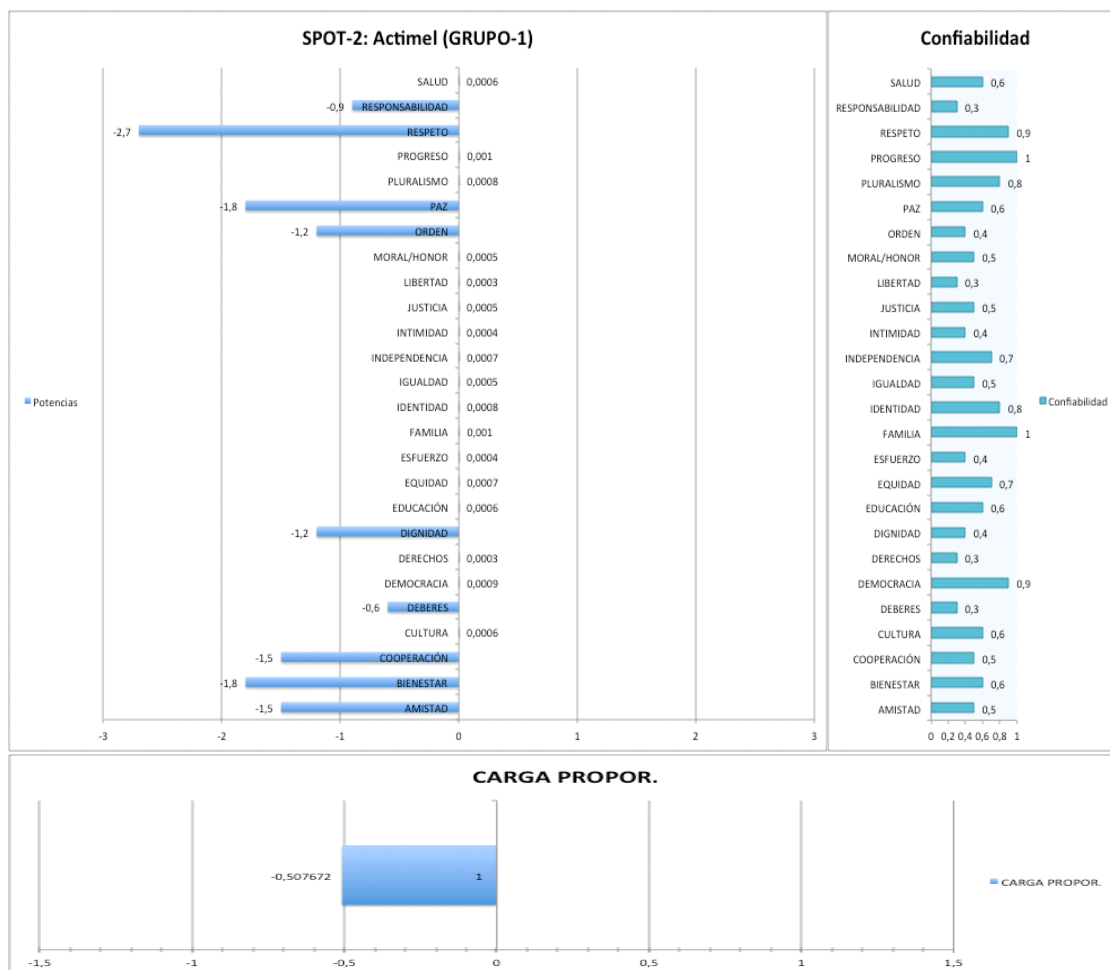 SPOT-2: Actimel (GRUPO-1)
SALUD 0,0006
-0,9 RESPONSABILIDAD
-2,7 RESPETO
PROGRESO 0,001
PLURALISMO 0,0008
-1,8 PAZ
-1,2 ORDEN
MORAL/HONOR 0,0005
LIBERTAD 0,0003
JUSTICIA 0,0005
INTIMIDAD 0,0004
INDEPENDENCIA 0,0007
IGUALDAD 0,0005
IDENTIDAD 0,0008
FAMILIA 0,001
ESFUERZO 0,0004
EQUIDAD 0,0007
EDUCACIÓN 0,0006
-1,2 DIGNIDAD
DERECHOS 0,0003
DEMOCRACIA 0,0009
-0,6 DEBERES
CULTURA 0,0006
-1,5 COOPERACIÓN
-1,8 BIENESTAR
-1,5 AMISTAD
-3 -2 -1 0 1 2 3
Potencias
Confiabilidad
SALUD 0,6
RESPONSABILIDAD 0,3
RESPETO 0,9
PROGRESO 1
PLURALISMO 0,8
PAZ 0,6
ORDEN 0,4
MORAL/HONOR 0,5
LIBERTAD 0,3
JUSTICIA 0,5
INTIMIDAD 0,4
INDEPENDENCIA 0,7
IGUALDAD 0,5
IDENTIDAD 0,8
FAMILIA 1
ESFUERZO 0,4
EQUIDAD 0,7
EDUCACIÓN 0,6
DIGNIDAD 0,4
DERECHOS 0,3
DEMOCRACIA 0,9
DEBERES 0,3
CULTURA 0,6
COOPERACIÓN 0,5
BIENESTAR 0,6
AMISTAD 0,5
0 0,2 0,4 0,6 0,8 1
Confiabilidad
CARGA PROPOR.
-0,507672 1
-1,5 -1 -0,5 0 0,5 1 1,5
CARGA PROPOR.